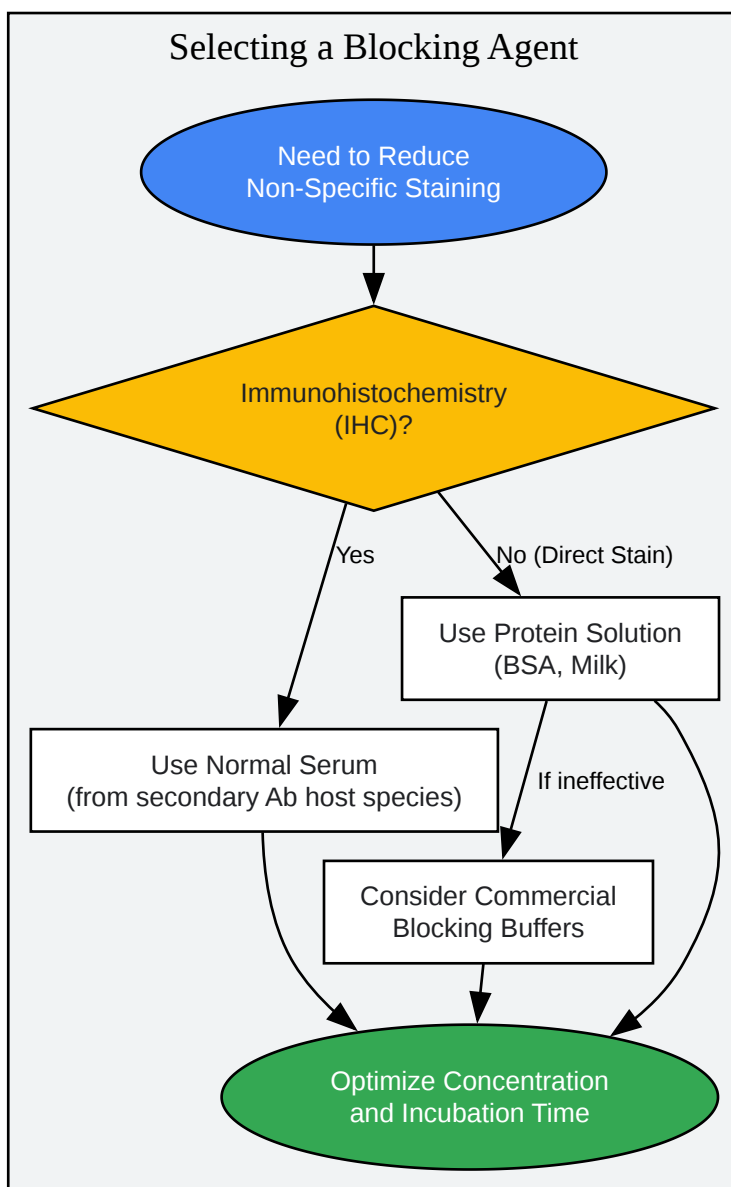 Selecting a Blocking Agent
Need to Reduce
Non-Specific Staining
Immunohistochemistry
(IHC)?
Yes
No (Direct Stain)
Use Protein Solution
(BSA, Milk)
Use Normal Serum
(from secondary Ab host species)
If ineffective
Consider Commercial
Blocking Buffers
Optimize Concentration
and Incubation Time